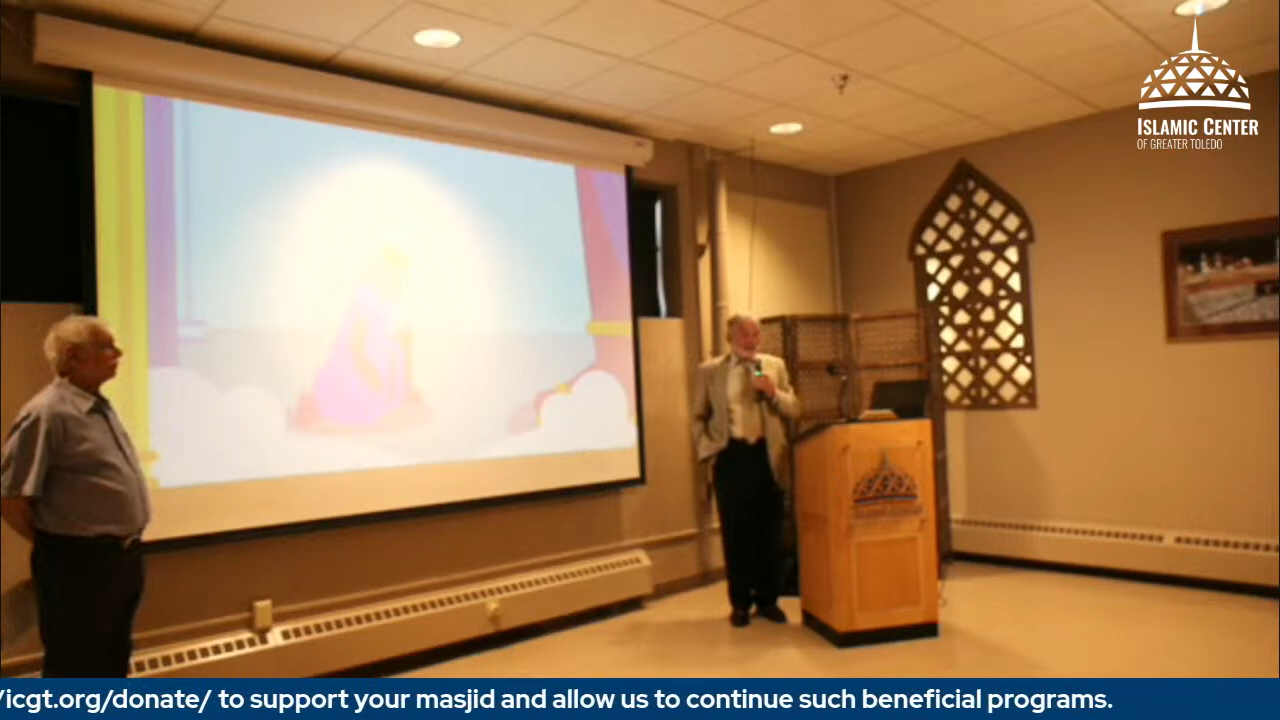 ISLAMIC CENTER
OF GREATER TOLEDO
/icgt.org/donate/ to support your masjid and allow us to continue such beneficial programs.